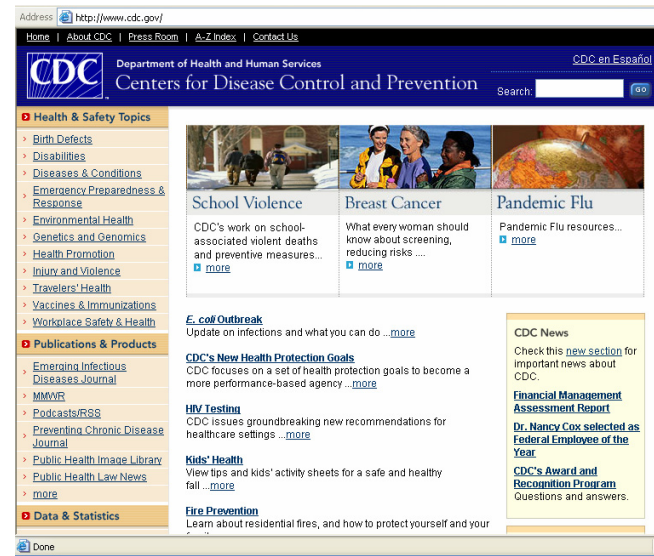 Address http://www.cdc.gov/
Home | About CDC | Press Room | A-Z Index | Contact Us
CDC
TM
Department of Health and Human Services
Centers for Disease Control and Prevention
CDC en Español
Search:
GO
Health & Safety Topics
Birth Defects
Disabilities
Diseases & Conditions
Emergency Preparedness &
Response
Environmental Health
Genetics and Genomics
Health Promotion
Injury and Violence
Travelers' Health
Vaccines & Immunizations
Workplace Safety & Health
Publications & Products
Emerging Infectious
Diseases Journal
MMWR
Podcasts/RSS
Preventing Chronic Disease
Journal
Public Health Image Library
Public Health Law News
more
Data & Statistics
School Violence
CDC's work on school-
associated violent deaths
and preventive measures...
more
Breast Cancer
What every woman should
know about screening,
reducing risks ....
more
Pandemic Flu
Pandemic Flu resources...
more
E. coli Outbreak
Update on infections and what you can do ...more
CDC's New Health Protection Goals
CDC focuses on a set of health protection goals to become a
more performance-based agency ...more
HIV Testing
CDC issues groundbreaking new recommendations for
healthcare settings ...more
Kids' Health
View tips and kids' activity sheets for a safe and healthy
fall ...more
Fire Prevention
Learn about residential fires, and how to protect yourself and your
CDC News
Check this new section for
important news about
CDC.
Financial Management
Assessment Report
Dr. Nancy Cox selected as
Federal Employee of the
Year
CDC's Award and
Recognition Program
Questions and answers.
Done